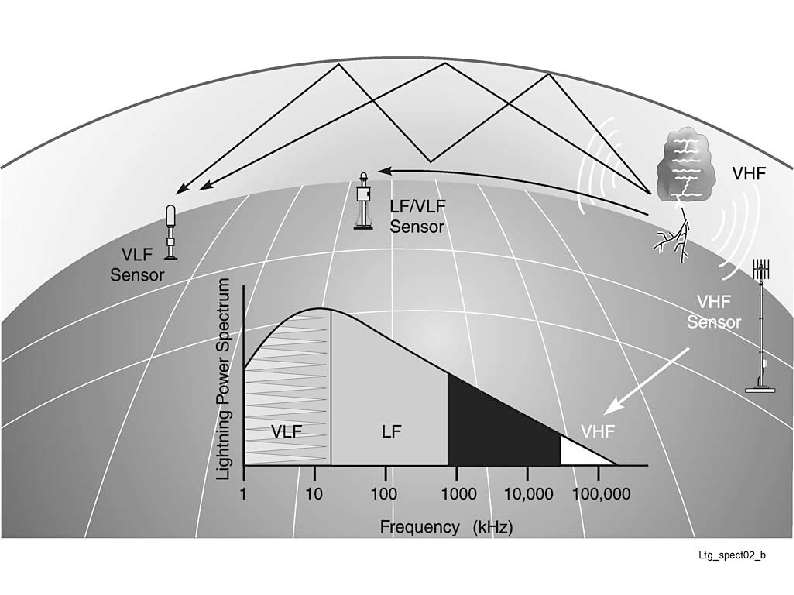 VHF
LF/VLF
Sensor
VLF
Sensor
VHF
Sensor
Lightning Power Spectrum
VLF
LF
VHF
1
10
100
1000
10,000
100,000
Frequency (kHz)
Ltg_spect02_b